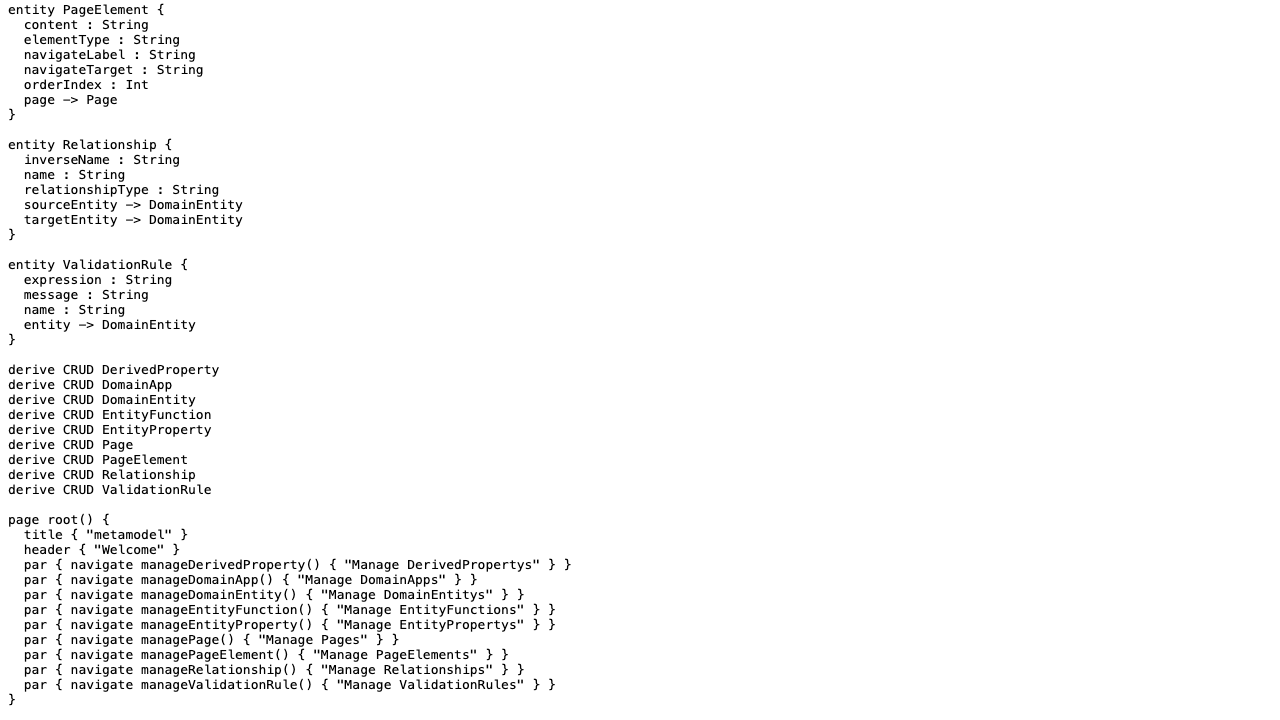 entity PageElement {
  content : String
  elementType : String
  navigateLabel : String
  navigateTarget : String
  orderIndex : Int
  page -> Page
}

entity Relationship {
  inverseName : String
  name : String
  relationshipType : String
  sourceEntity -> DomainEntity
  targetEntity -> DomainEntity
}

entity ValidationRule {
  expression : String
  message : String
  name : String
  entity -> DomainEntity
}

derive CRUD DerivedProperty
derive CRUD DomainApp
derive CRUD DomainEntity
derive CRUD EntityFunction
derive CRUD EntityProperty
derive CRUD Page
derive CRUD PageElement
derive CRUD Relationship
derive CRUD ValidationRule

page root() {
  title { "metamodel" }
  header { "Welcome" }
  par { navigate manageDerivedProperty() { "Manage DerivedPropertys" } }
  par { navigate manageDomainApp() { "Manage DomainApps" } }
  par { navigate manageDomainEntity() { "Manage DomainEntitys" } }
  par { navigate manageEntityFunction() { "Manage EntityFunctions" } }
  par { navigate manageEntityProperty() { "Manage EntityPropertys" } }
  par { navigate managePage() { "Manage Pages" } }
  par { navigate managePageElement() { "Manage PageElements" } }
  par { navigate manageRelationship() { "Manage Relationships" } }
  par { navigate manageValidationRule() { "Manage ValidationRules" } }
}